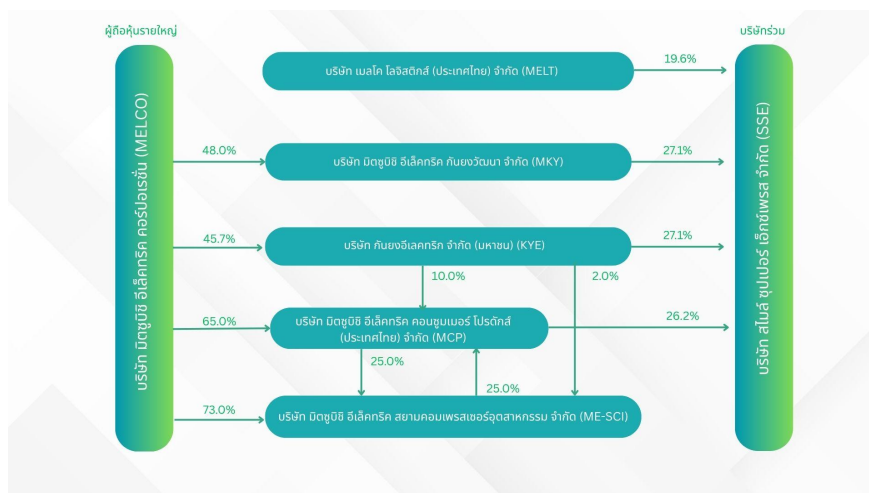 ผู้ถือหุ้นรายใหญ่
บริษัทร่วม
บริษัท มิตซูบิชิ อีเล็คทริค คอร์ปอเรชั่น (MELCO)
บริษัท เมลโค โลจิสติกส์ (ประเทศไทย) จำกัด (MELT)
19.6%
48.0%
บริษัท มิตซูบิชิ อีเล็คทริค กันยงวัฒนา จำกัด (MKY)
27.1%
45.7%
บริษัท กันยงอีเลคทริก จำกัด (มหาชน) (KYE)
27.1%
10.0%
2.0%
65.0%
บริษัท มิตซูบิชิ อีเล็คทริค คอนซูมเมอร์ โปรดักส์
(ประเทศไทย) จำกัด (MCP)
26.2%
25.0%
25.0%
73.0%
บริษัท มิตซูบิชิ อีเล็คทริค สยามคอมเพรสเซอร์อุตสาหกรรม จำกัด (ME-SCI)
บริษัท สไมล์ ซุปเปอร์ เอ็กซ์เพรส จำกัด (SSE)